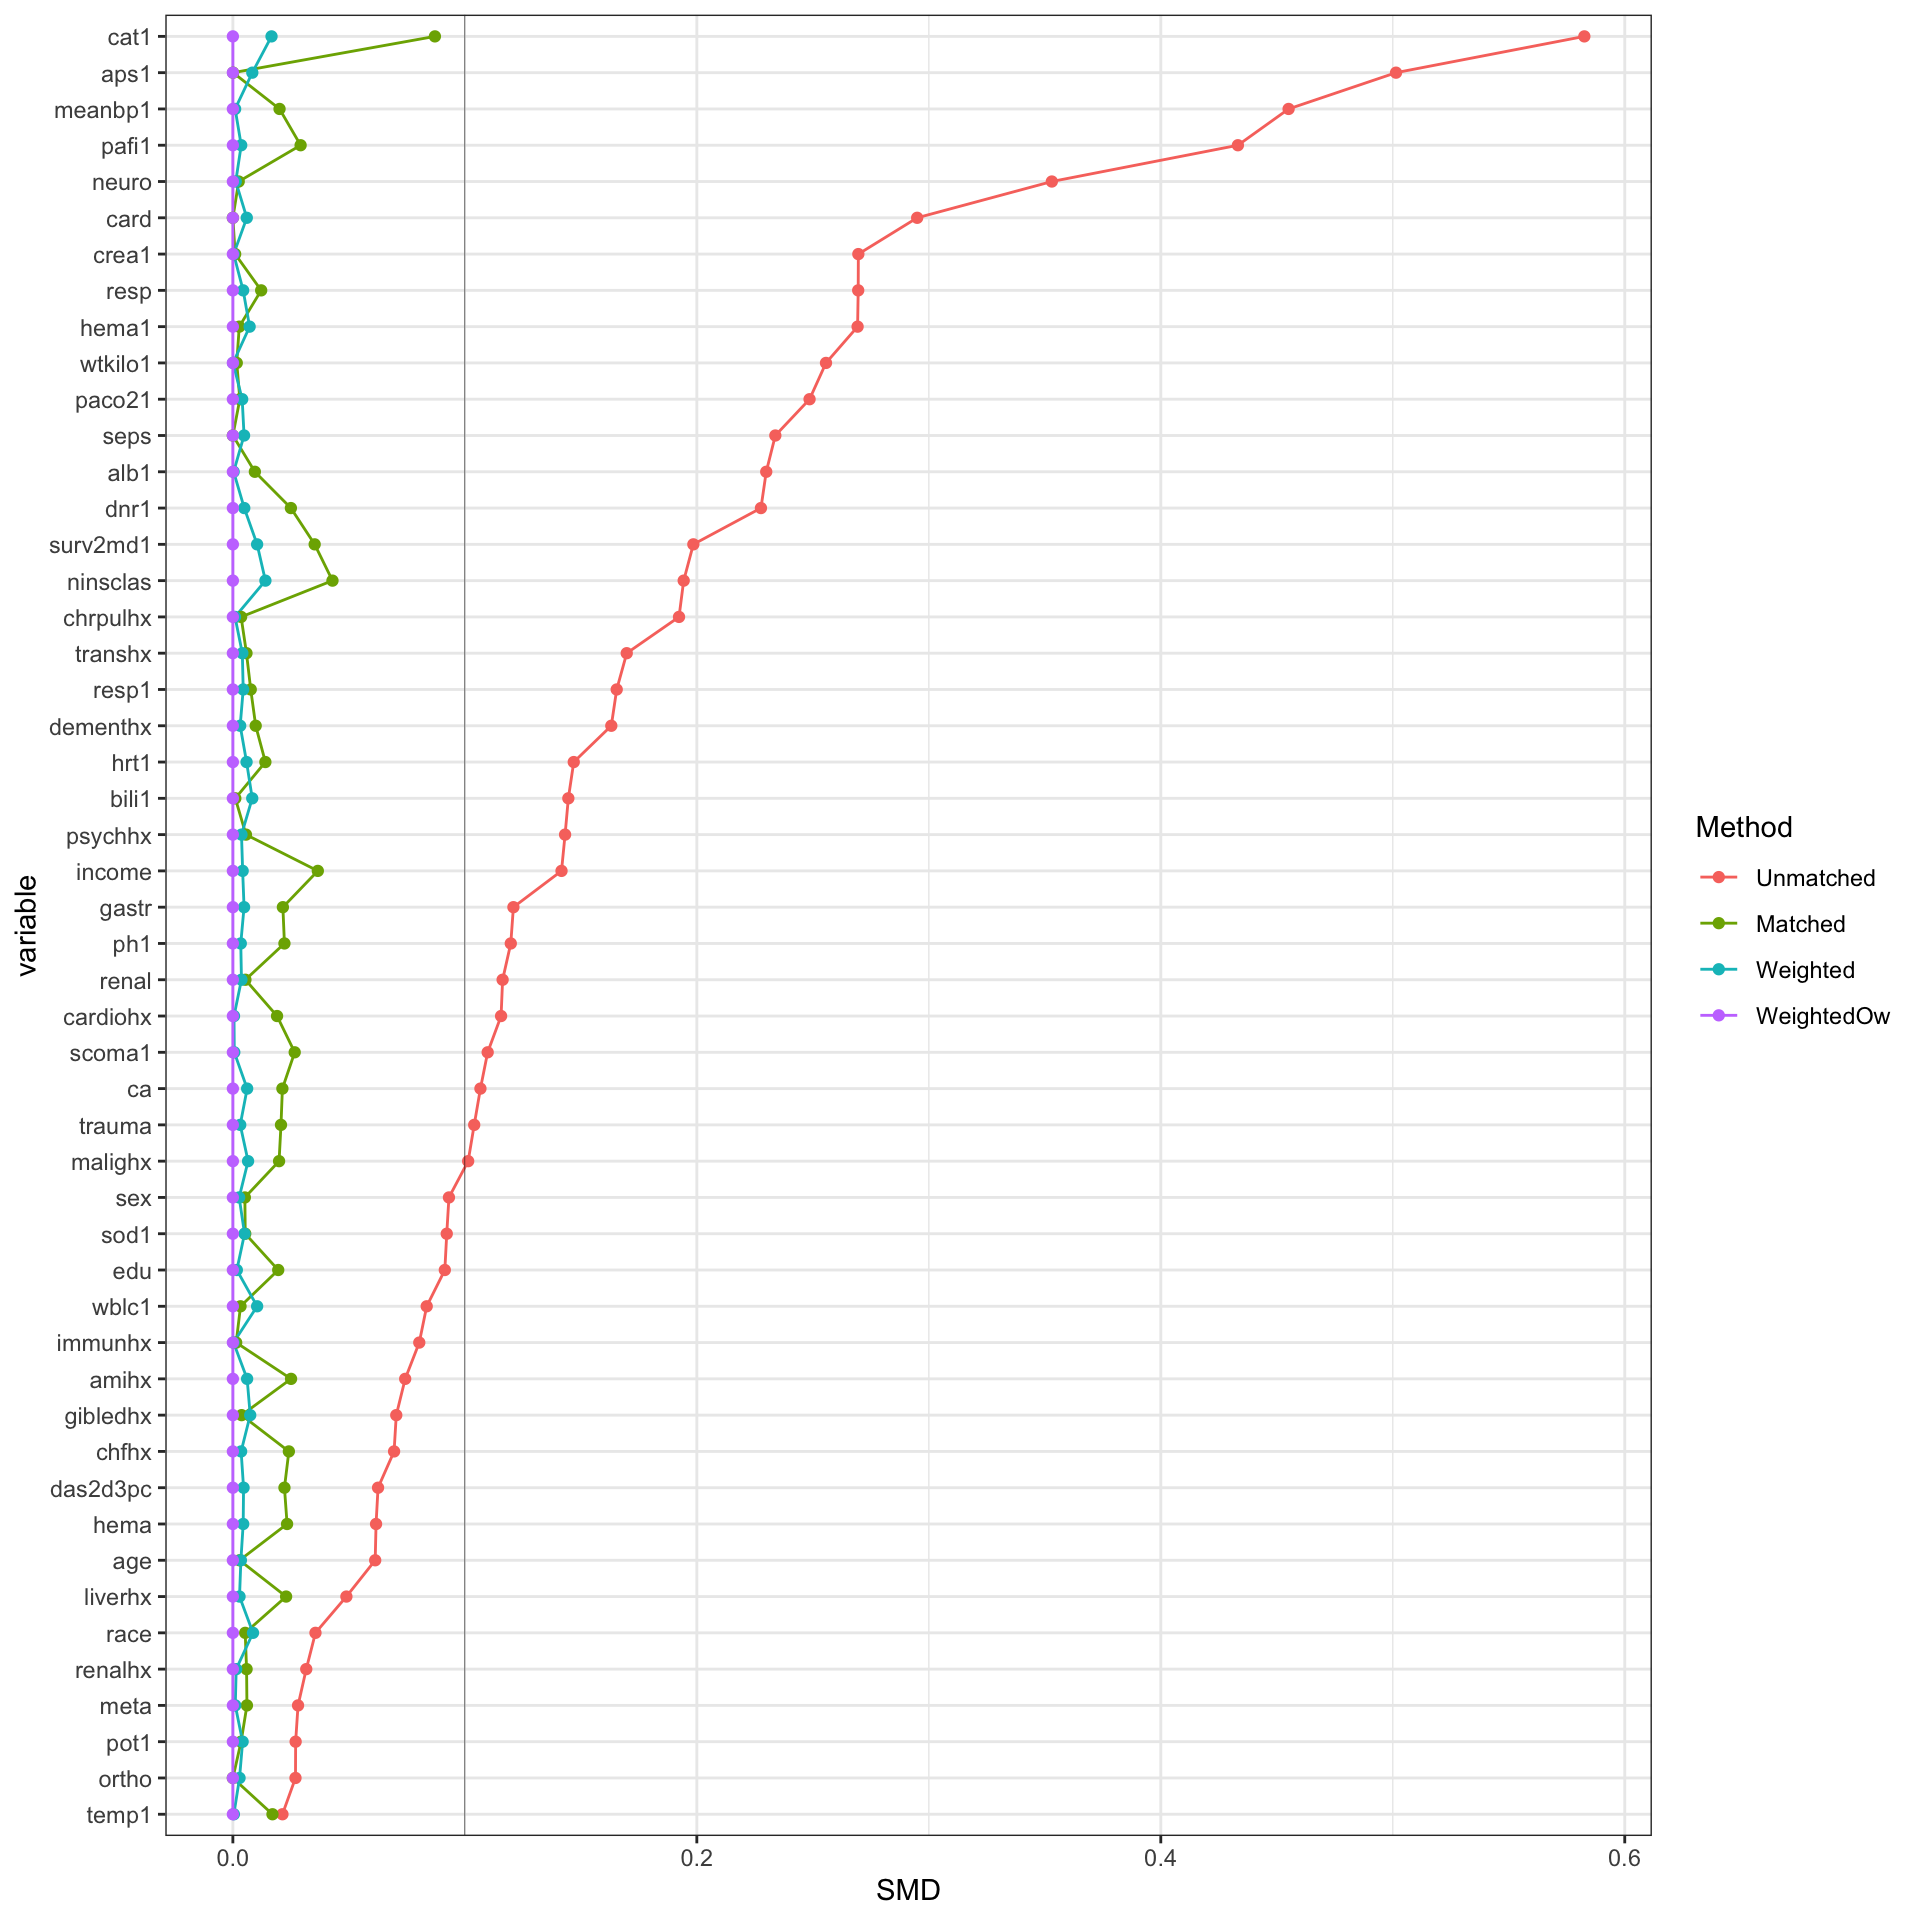 cat1
aps1
meanbp1
pafi1
neuro
card
crea1
resp
hema1
wtkilo1
paco21
seps
alb1
dnr1
surv2md1
ninsclas
chrpulhx
transhx
resp1
dementhx
hrt1
bili1
psychhx
income
gastr
ph1
renal
cardiohx
scoma1
ca
trauma
malighx
sex
sod1
edu
wblc1
immunhx
amihx
gibledhx
chfhx
das2d3pc
hema
age
liverhx
race
renalhx
meta
pot1
ortho
temp1
variable
0.0 0.2 0.4 0.6
SMD
Method
Unmatched
Matched
Weighted
WeightedOw